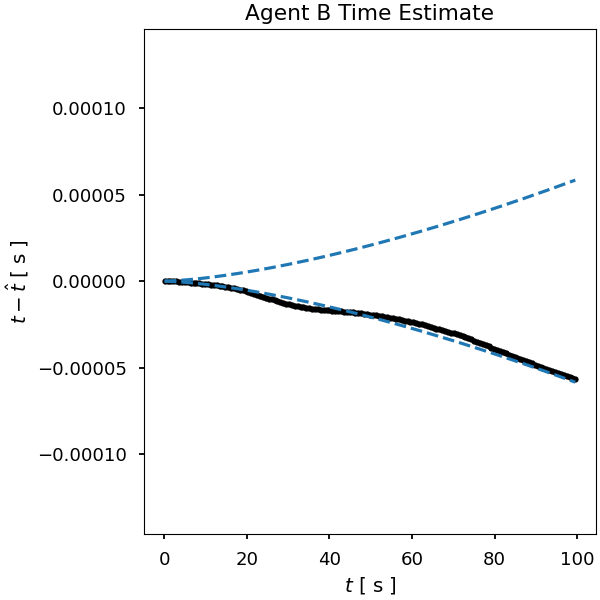 Agent B Time Estimate
0.00010
0.00005
0.00000
−0.00005
−0.00010
t − t̂ [ s ]
0 20 40 60 80 100
t [ s ]